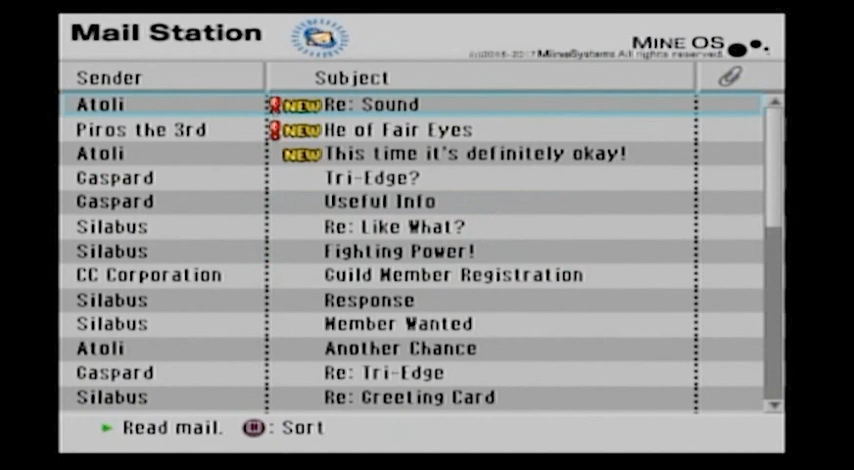 Mail Station
MINE OS
MineSystems All rights reserved.
Sender Subject
Atoli NEW Re: Sound
Piros the 3rd NEW He of Fair Eyes
Atoli NEW This time it's definitely okay!
Gaspard Tri-Edge?
Gaspard Useful Info
Silabus Re: Like What?
Silabus Fighting Power!
CC Corporation Guild Member Registration
Silabus Response
Silabus Member Wanted
Atoli Another Chance
Gaspard Re: Tri-Edge
Silabus Re: Greeting Card
Read mail. : Sort